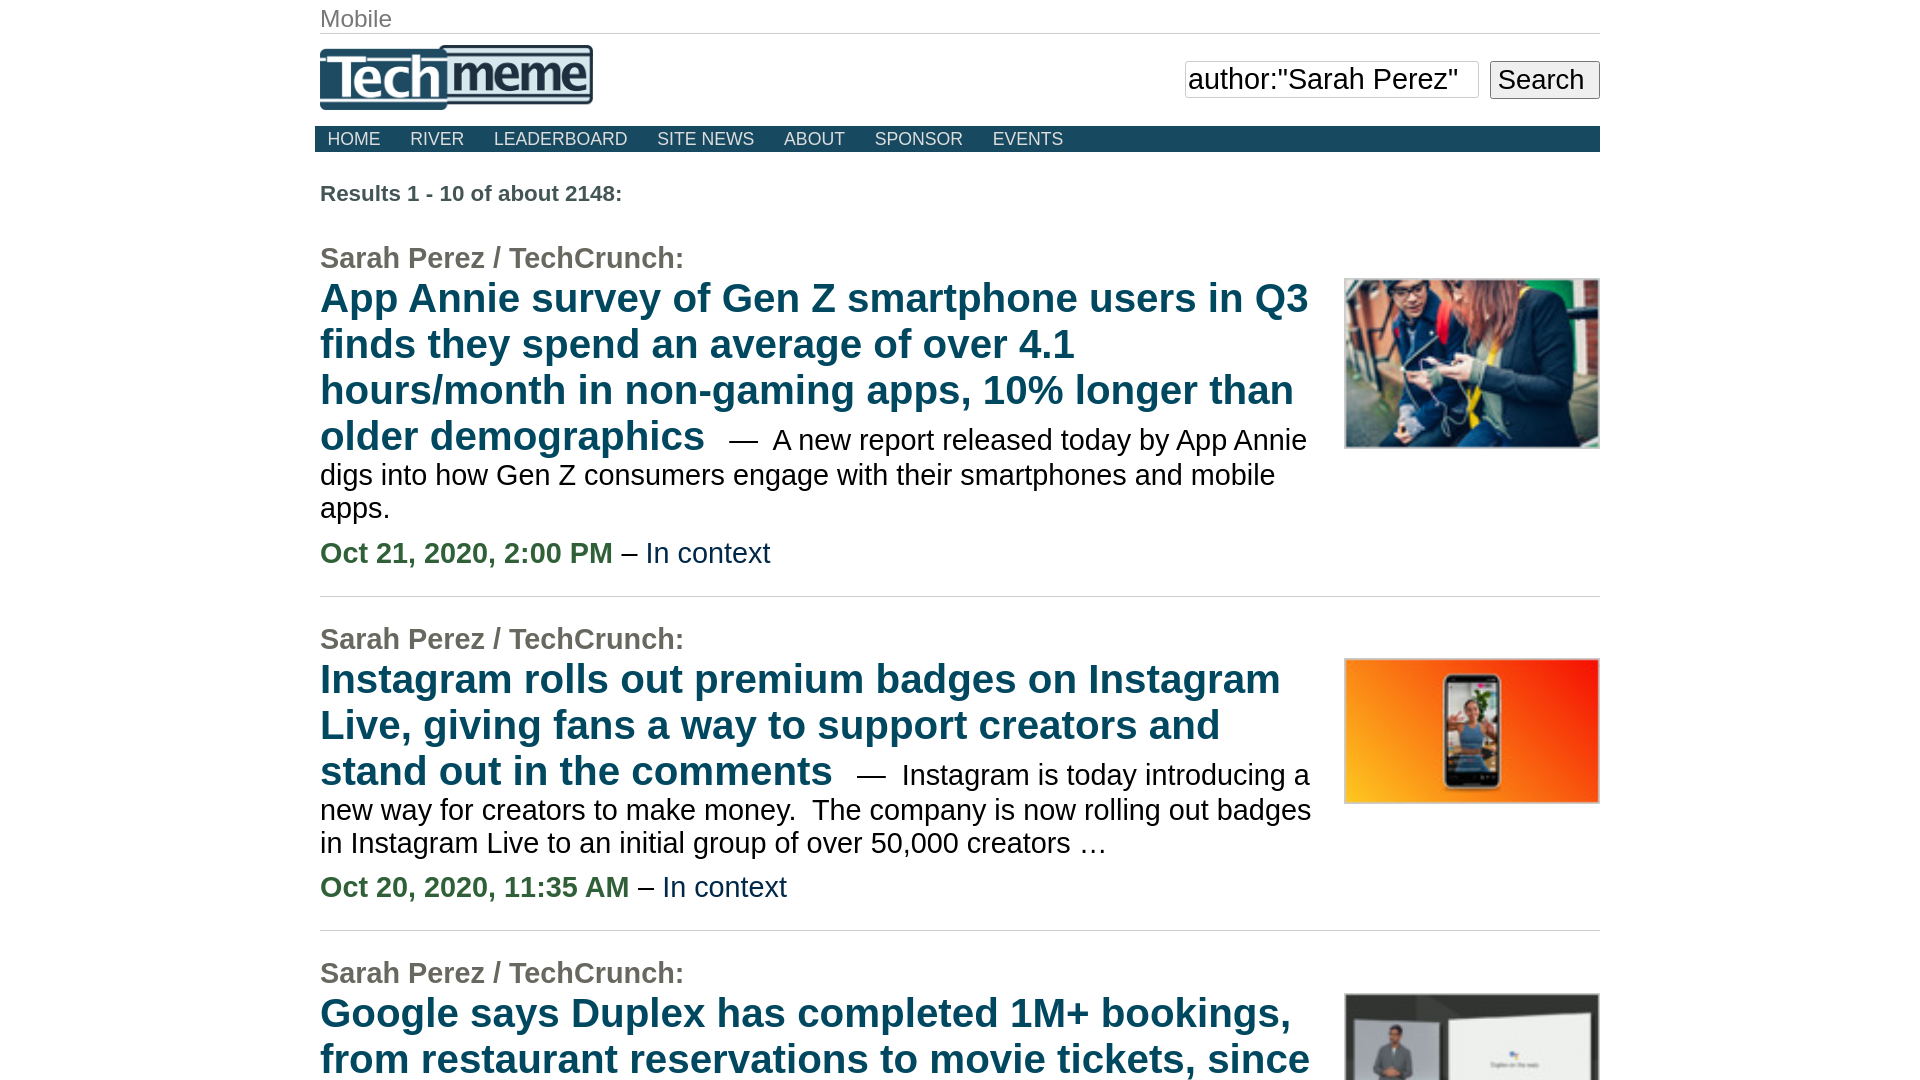 Mobile
Techmeme
author:"Sarah Perez"
Search
HOME RIVER LEADERBOARD SITE NEWS ABOUT SPONSOR EVENTS
Results 1 - 10 of about 2148:
Sarah Perez / TechCrunch:
App Annie survey of Gen Z smartphone users in Q3
finds they spend an average of over 4.1
hours/month in non-gaming apps, 10% longer than
older demographics — A new report released today by App Annie
digs into how Gen Z consumers engage with their smartphones and mobile
apps.
Oct 21, 2020, 2:00 PM – In context
Sarah Perez / TechCrunch:
Instagram rolls out premium badges on Instagram
Live, giving fans a way to support creators and
stand out in the comments — Instagram is today introducing a
new way for creators to make money. The company is now rolling out badges
in Instagram Live to an initial group of over 50,000 creators …
Oct 20, 2020, 11:35 AM – In context
Sarah Perez / TechCrunch:
Google says Duplex has completed 1M+ bookings,
from restaurant reservations to movie tickets, since